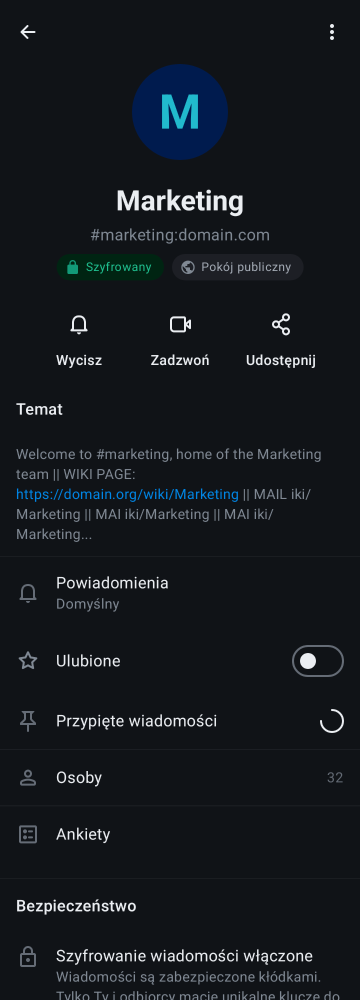 M
Marketing
#marketing:domain.com
Szyfrowany
Pokój publiczny
Wycisz
Zadzwoń
Udostępnij
Temat
Welcome to #marketing, home of the Marketing
team || WIKI PAGE:
https://domain.org/wiki/Marketing || MAIL iki/
Marketing || MAI iki/Marketing || MAI iki/
Marketing...
Powiadomienia
Domyślny
Ulubione
Przypięte wiadomości
Osoby 32
Ankiety
Bezpieczeństwo
Szyfrowanie wiadomości włączone
Wiadomości są zabezpieczone kłódkami.
Tylko Ty i odbiorcy macie unikalne klucze do